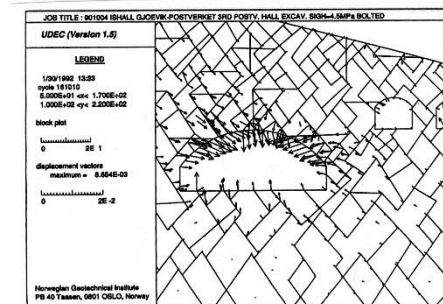 JOB TITLE : 901004 ISHALL GJOEVIK-POSTVERKET 3RD POSTV. HALL EXCAV. SIGH=4.5MPa BOLTED
UDEC (Version 1.5)
LEGEND
1/30/1992 13:33
cycle 161010
5.000E+01 <x< 1.700E+02
1.000E+02 <y< 2.200E+02
block plot
0 2E 1
displacement vectors
maximum = 8.654E-03
0 2E -2
Norwegian Geotechnical Institute
PB 40 Taasen, 0801 OSLO, Norway